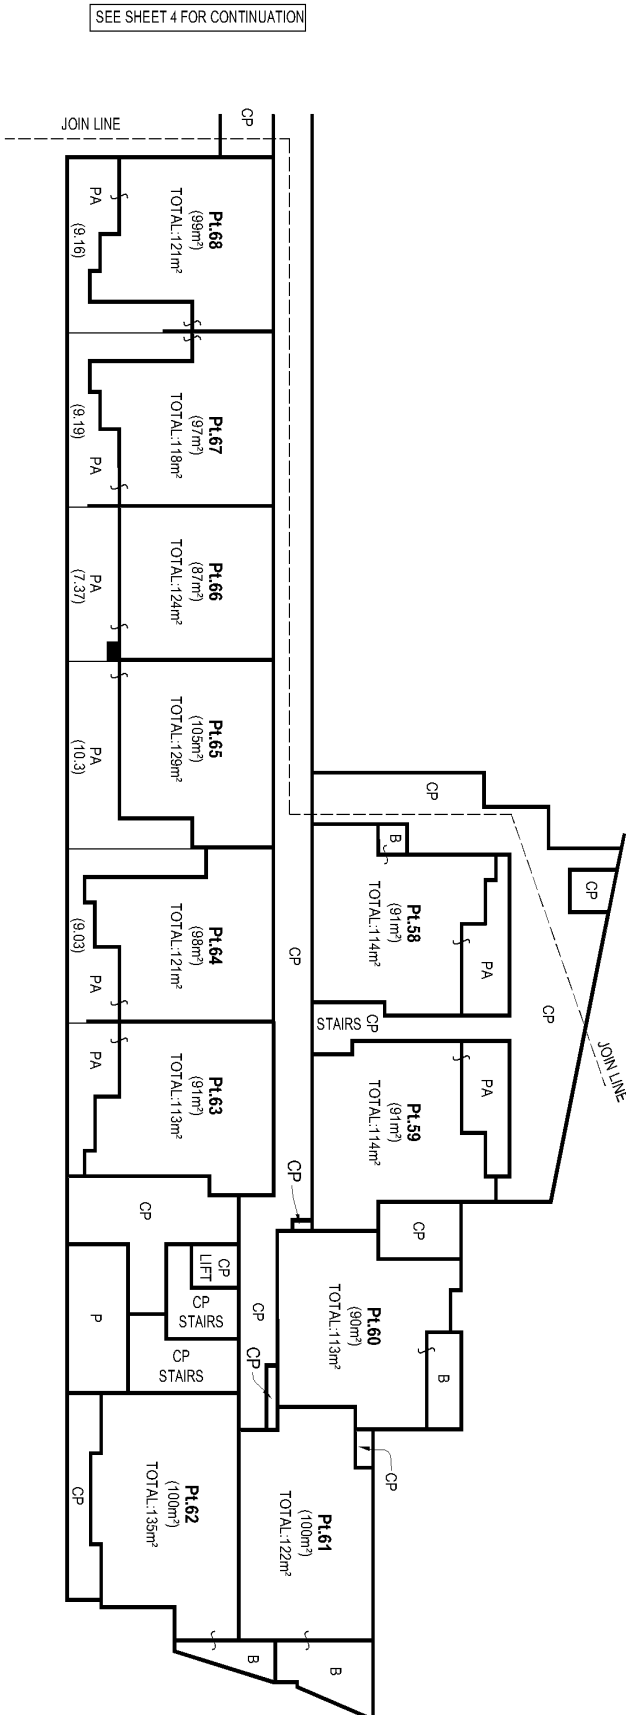 SEE SHEET 4 FOR CONTINUATION
CP
JOIN LINE
PA
(9.16)
Pt.68
(99m²)
TOTAL:121m²
(9.19)
PA
Pt.67
(97m²)
TOTAL:118m²
PA
(7.37)
Pt.66
(87m²)
TOTAL:124m²
PA
(10.3)
Pt.65
(105m²)
TOTAL:129m²
CP
B
CP
Pt.58
(91m²)
TOTAL:114m²
PA
(9.03)
PA
Pt.64
(98m²)
TOTAL:121m²
CP
CP
STAIRS CP
JOIN LINE
PA
Pt.63
(91m²)
TOTAL:113m²
Pt.59
(91m²)
TOTAL:114m²
PA
CP
CP
CP
P
LIFT
CP
CP
STAIRS
CP
STAIRS
CP
CP
Pt.60
(90m²)
TOTAL:113m²
B
CP
Pt.62
(100m²)
TOTAL:135m²
Pt.61
(100m²)
TOTAL:122m²
CP
B
B